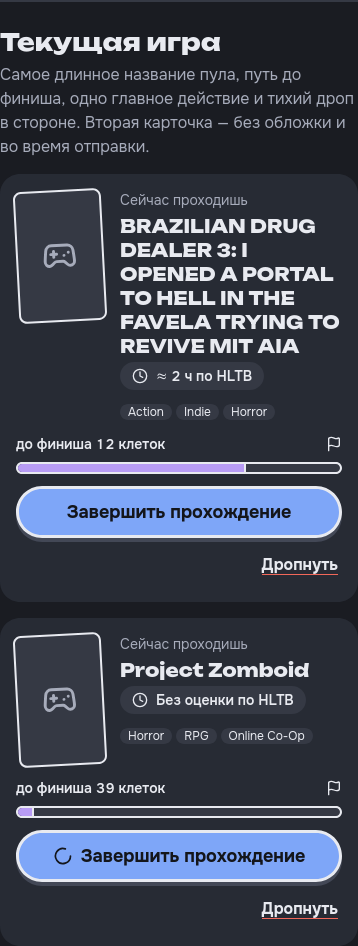 Текущая игра
Самое длинное название пула, путь до
финиша, одно главное действие и тихий дроп
в стороне. Вторая карточка — без обложки и
во время отправки.
Сейчас проходишь
BRAZILIAN DRUG
DEALER 3: I
OPENED A PORTAL
TO HELL IN THE
FAVELA TRYING TO
REVIVE MIT AIA
≈ 2 ч по HLTB
Action Indie Horror
до финиша 12 клеток
Завершить прохождение
Дропнуть
Сейчас проходишь
Project Zomboid
Без оценки по HLTB
Horror RPG Online Co-Op
до финиша 39 клеток
Завершить прохождение
Дропнуть